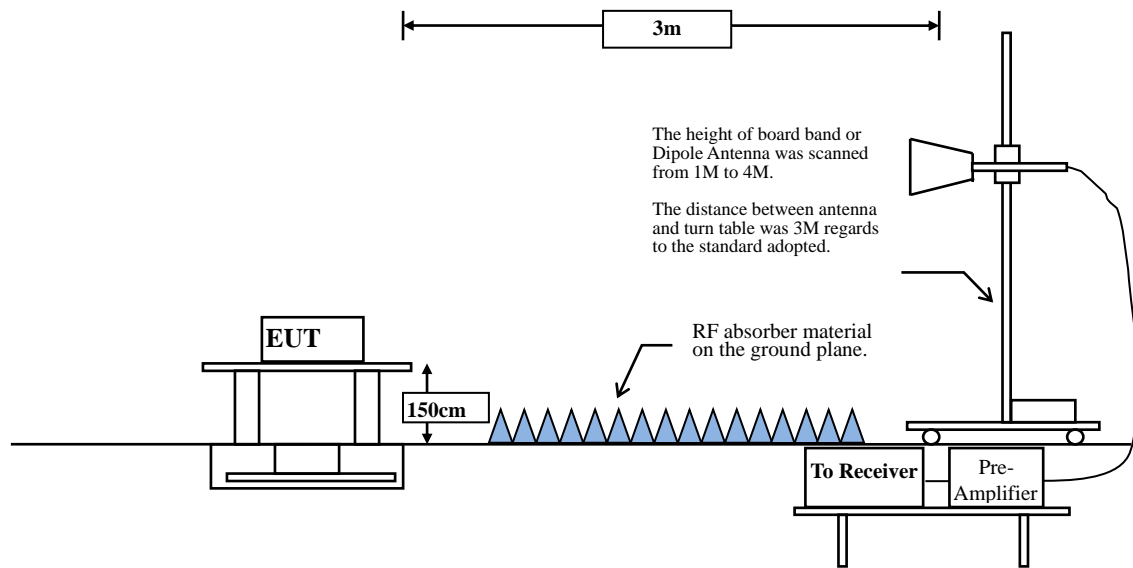 3m
The height of board band or
Dipole Antenna was scanned
from 1M to 4M.
The distance between antenna
and turn table was 3M regards
to the standard adopted.
EUT
RF absorber material
on the ground plane.
150cm
To Receiver
Pre-
Amplifier